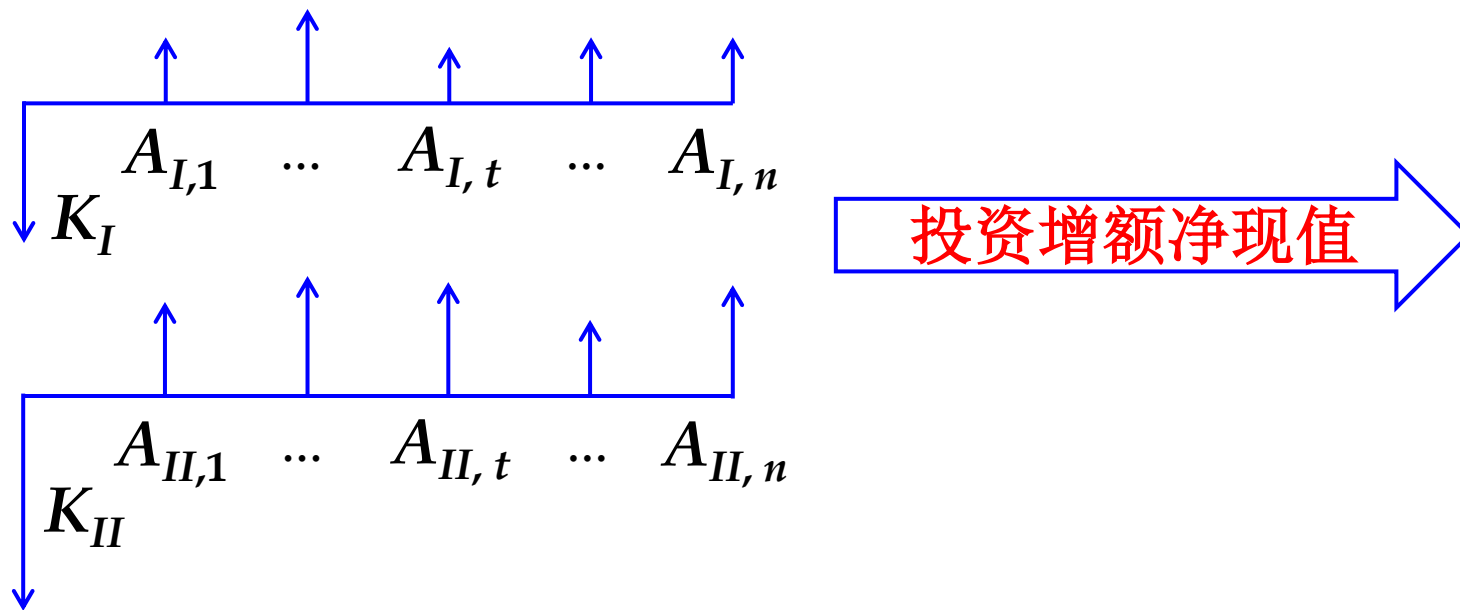 A_{I,1} ... A_{I, t} ... A_{I, n}
K_I
投资增额净现值
A_{II,1} ... A_{II, t} ... A_{II, n}
K_{II}